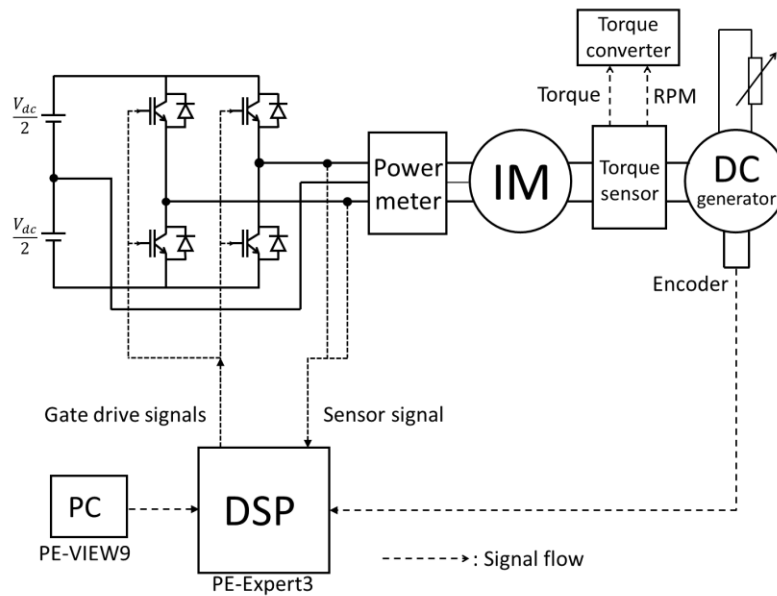 Torque
converter
Torque
RPM
V_dc
2
V_dc
2
Power
meter
IM
Torque
sensor
DC
generator
Encoder
Gate drive signals
Sensor signal
PC
PE-VIEW9
DSP
PE-Expert3
: Signal flow